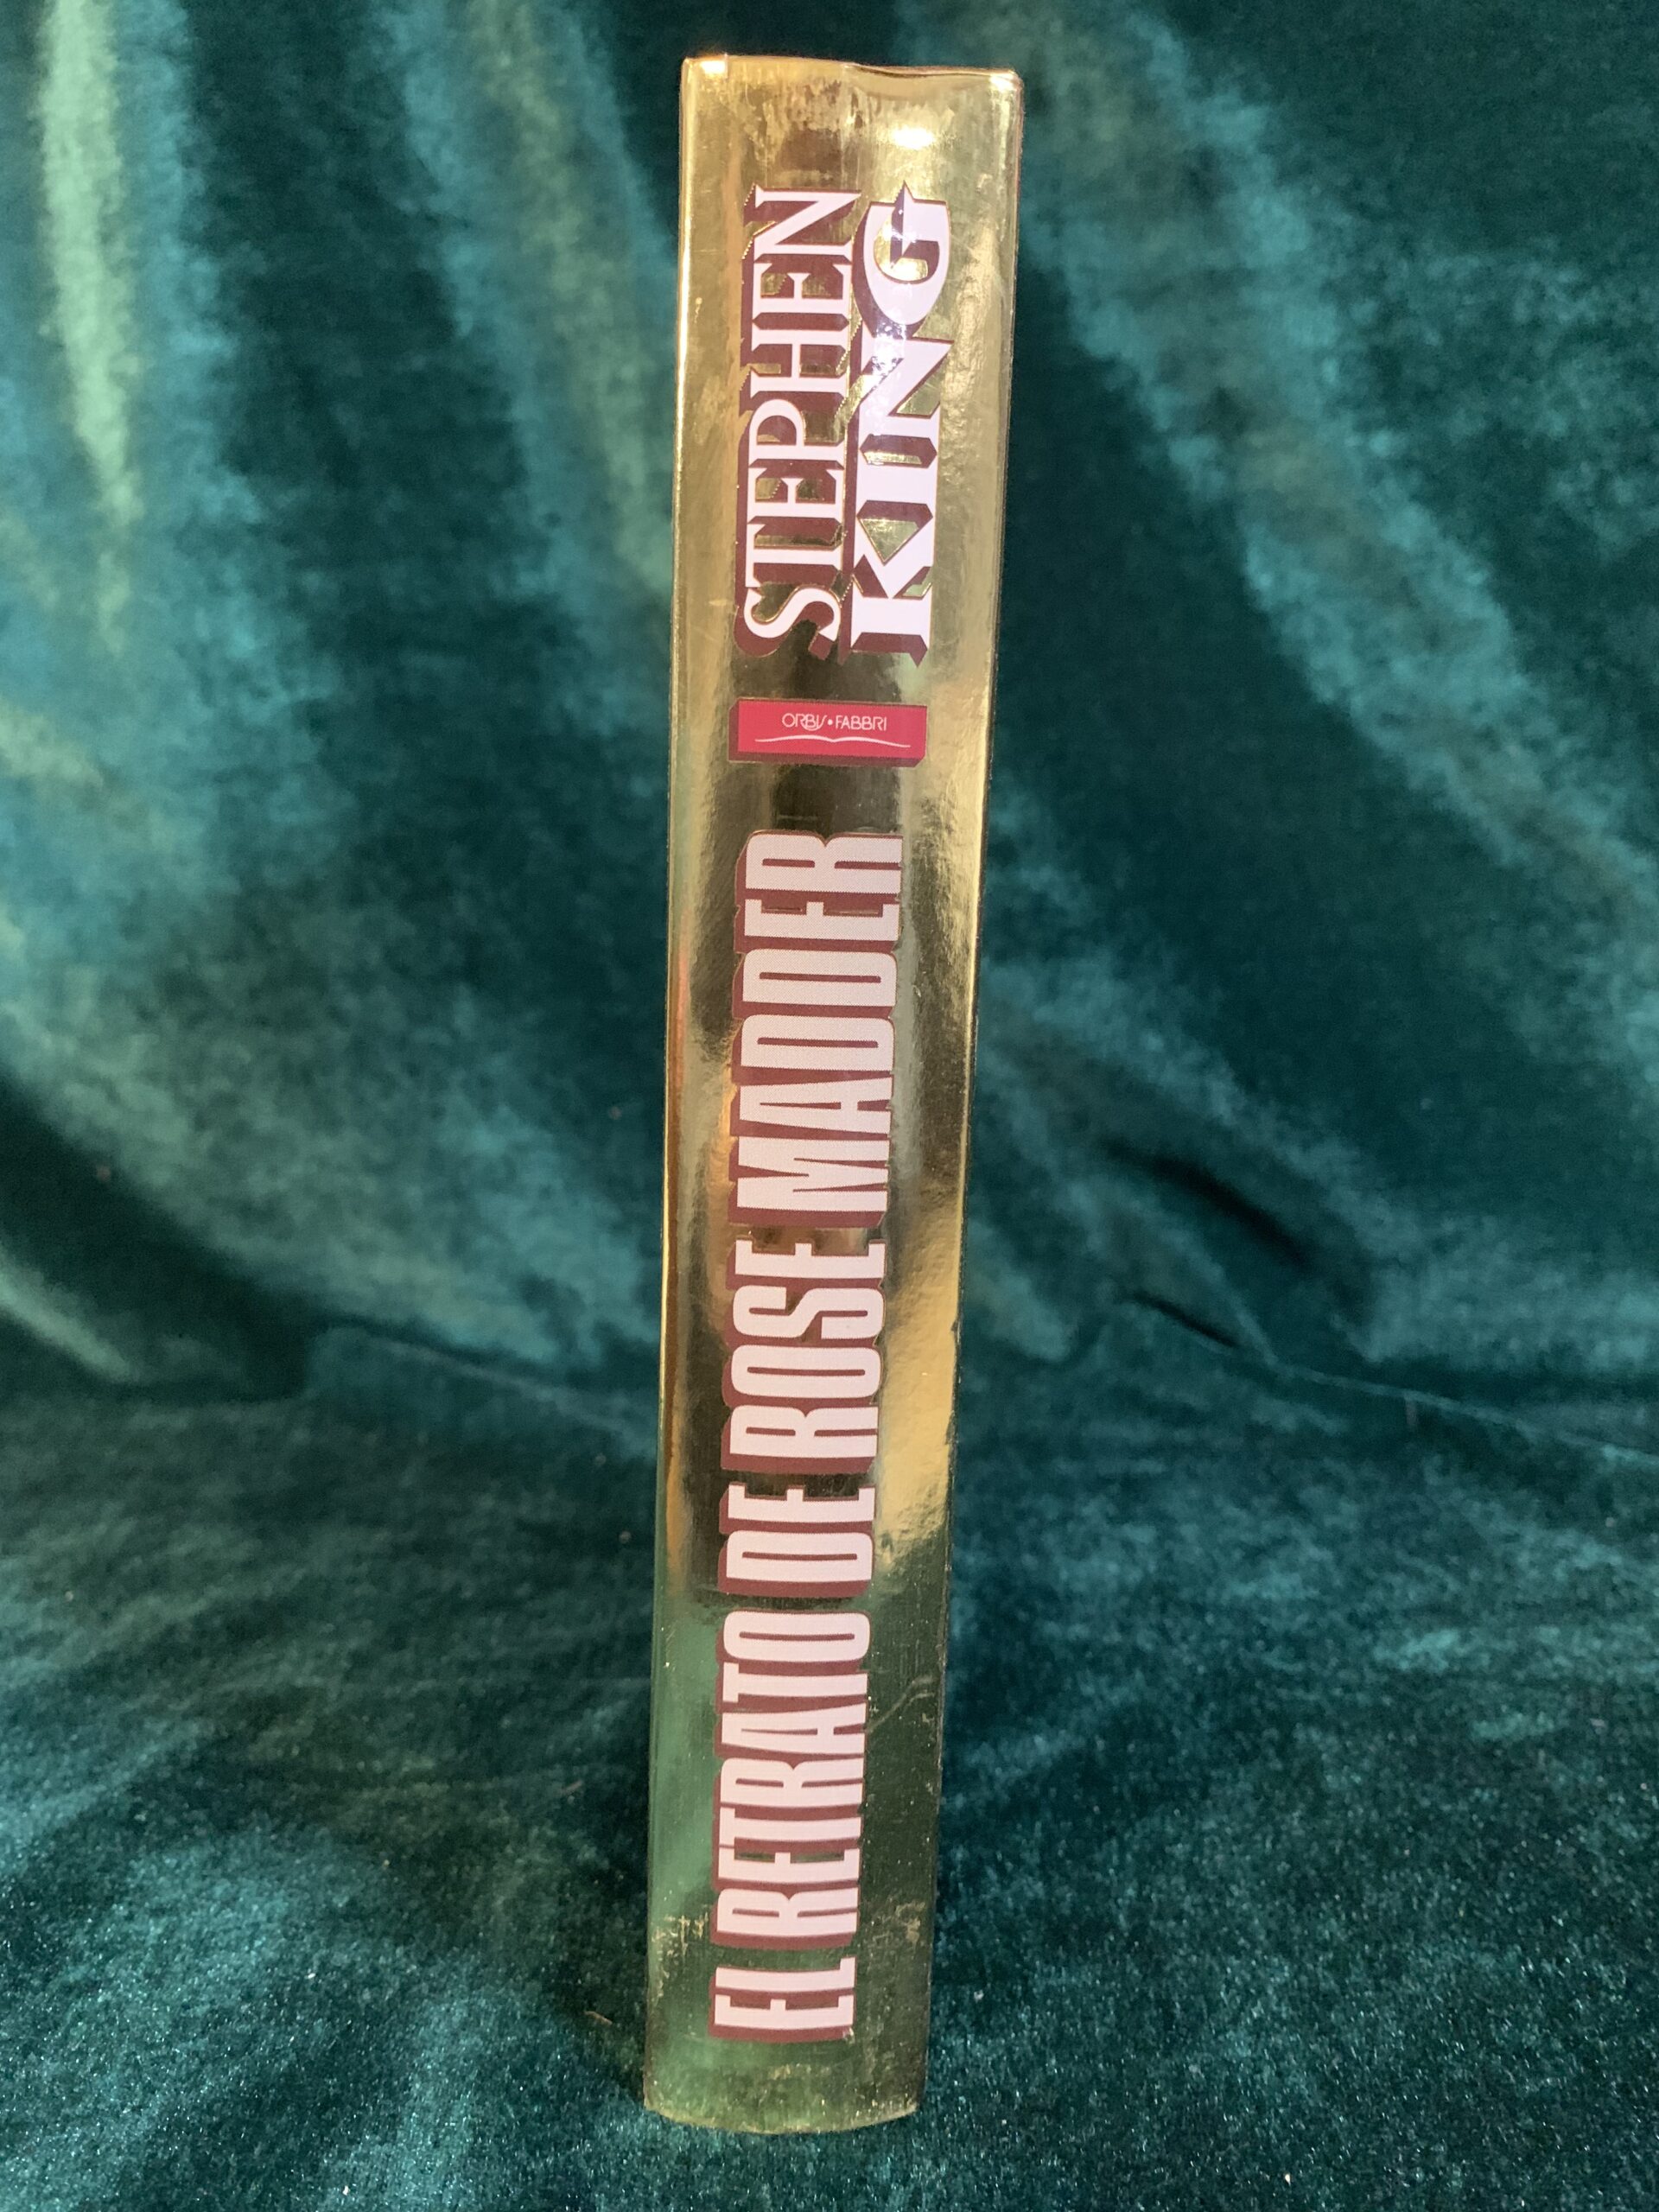 STEPHEN
KING
ORBIS • FABBRI
EL RETRATO DE ROSE MADDER